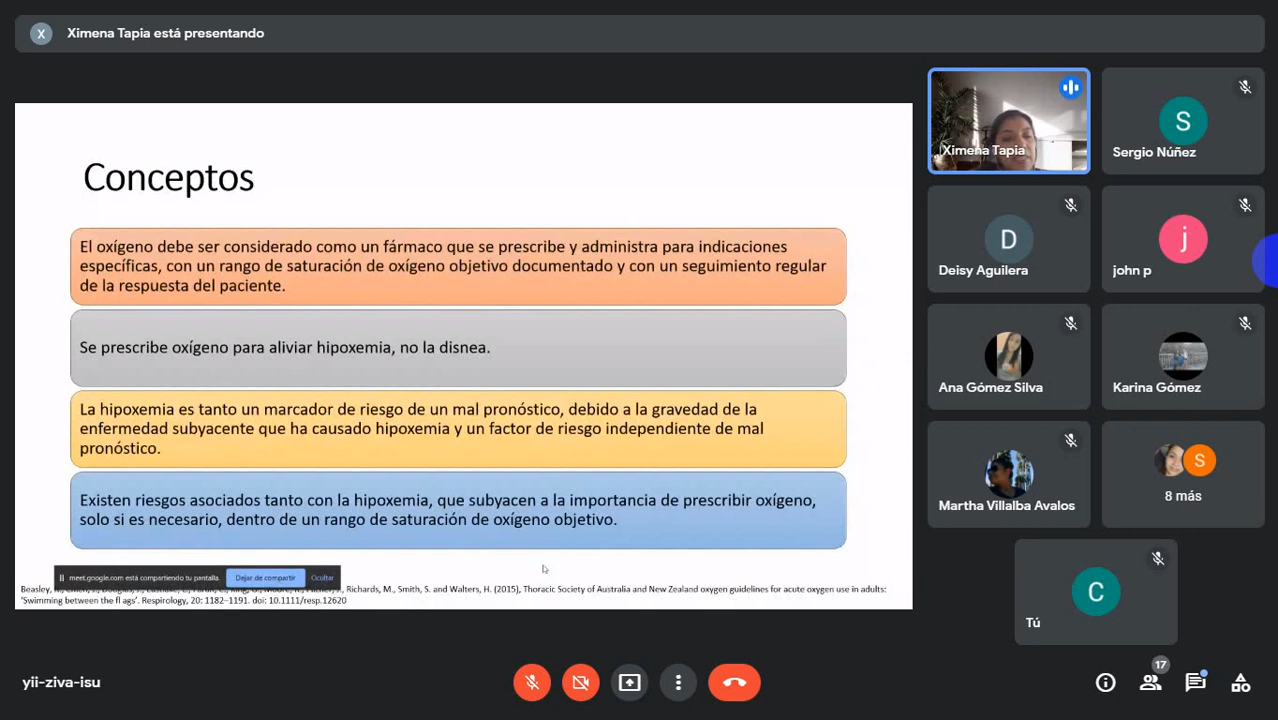 X
Ximena Tapia está presentando
Conceptos
El oxígeno debe ser considerado como un fármaco que se prescribe y administra para indicaciones
específicas, con un rango de saturación de oxígeno objetivo documentado y con un seguimiento regular
de la respuesta del paciente.
Se prescribe oxígeno para aliviar hipoxemia, no la disnea.
La hipoxemia es tanto un marcador de riesgo de un mal pronóstico, debido a la gravedad de la
enfermedad subyacente que ha causado hipoxemia y un factor de riesgo independiente de mal
pronóstico.
Existen riesgos asociados tanto con la hipoxemia, que subyacen a la importancia de prescribir oxígeno,
solo si es necesario, dentro de un rango de saturación de oxígeno objetivo.
meet.google.com está compartiendo tu pantalla.
Dejar de compartir
Ocultar
Beasley, Richards, M., Smith, S. and Walters, H. (2015), Thoracic Society of Australia and New Zealand oxygen guidelines for acute oxygen use in adults:
'Swimming between the fl ags'. Respirology, 20: 1182–1191. doi: 10.1111/resp.12620
Ximena Tapia
S
Sergio Núñez
D
Deisy Aguilera
j
john p
Ana Gómez Silva
Karina Gómez
Martha Villalba Avalos
S
8 más
C
Tú
yii-ziva-isu
17